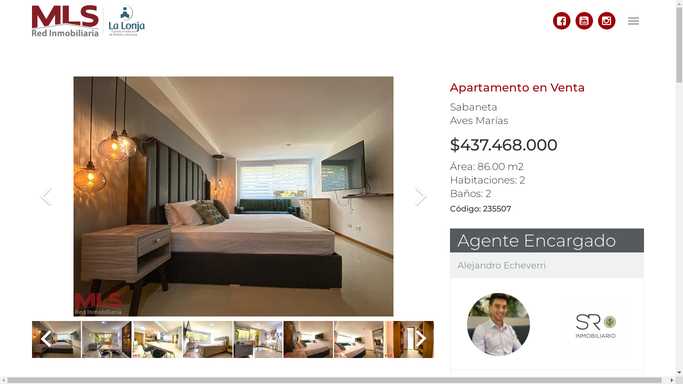 MLS
Red Inmobiliaria
La Lonja
Apartamento en Venta
Sabaneta
Aves Marías
$437.468.000
Área: 86.00 m2
Habitaciones: 2
Baños: 2
Código: 235507
Agente Encargado
Alejandro Echeverri
SR
INMOBILIARIO
MLS
Red Inmobiliaria